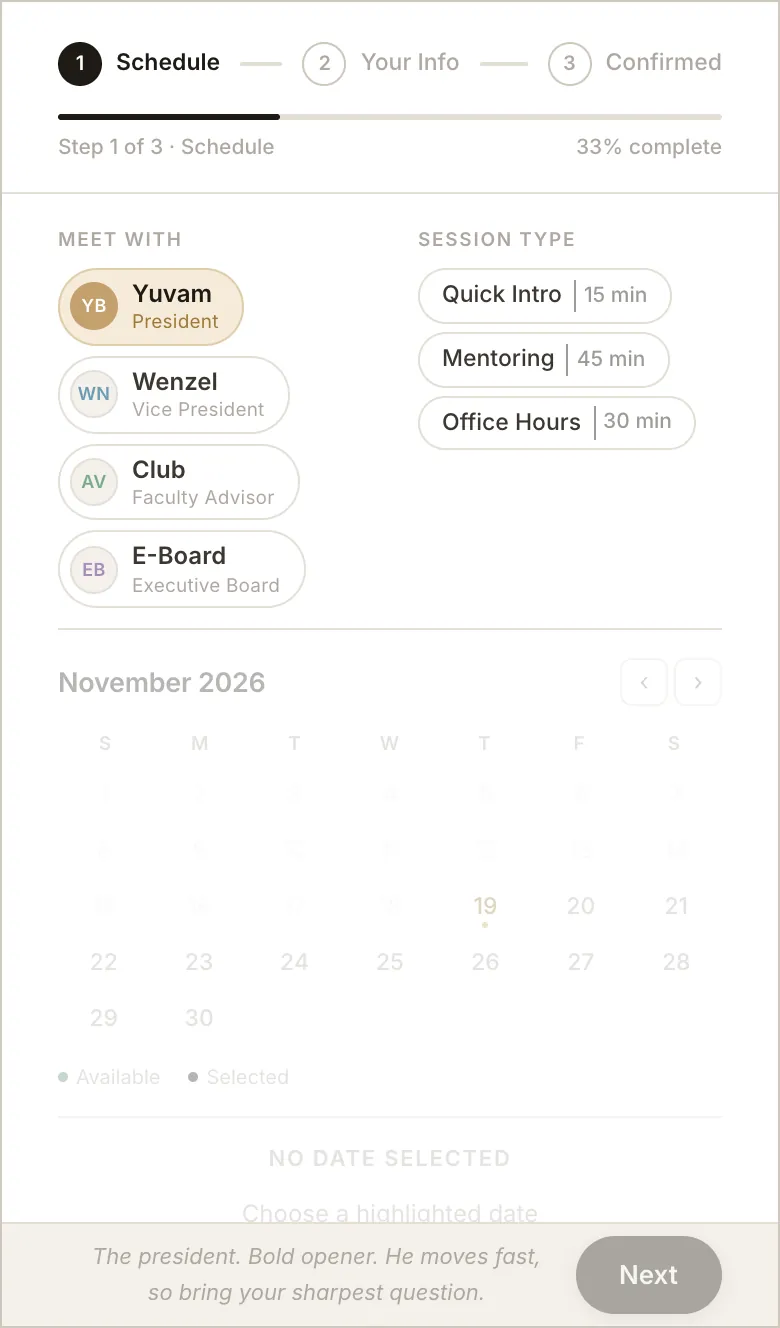 1 Schedule 2 Your Info 3 Confirmed
Step 1 of 3 · Schedule 33% complete
MEET WITH
YB Yuvam
President
WN Wenzel
Vice President
AV Club
Faculty Advisor
EB E-Board
Executive Board
SESSION TYPE
Quick Intro 15 min
Mentoring 45 min
Office Hours 30 min
November 2026 ‹ ›
S M T W T F S
19 20 21
22 23 24 25 26 27 28
29 30
Available Selected
NO DATE SELECTED
Choose a highlighted date
The president. Bold opener. He moves fast,
so bring your sharpest question.
Next